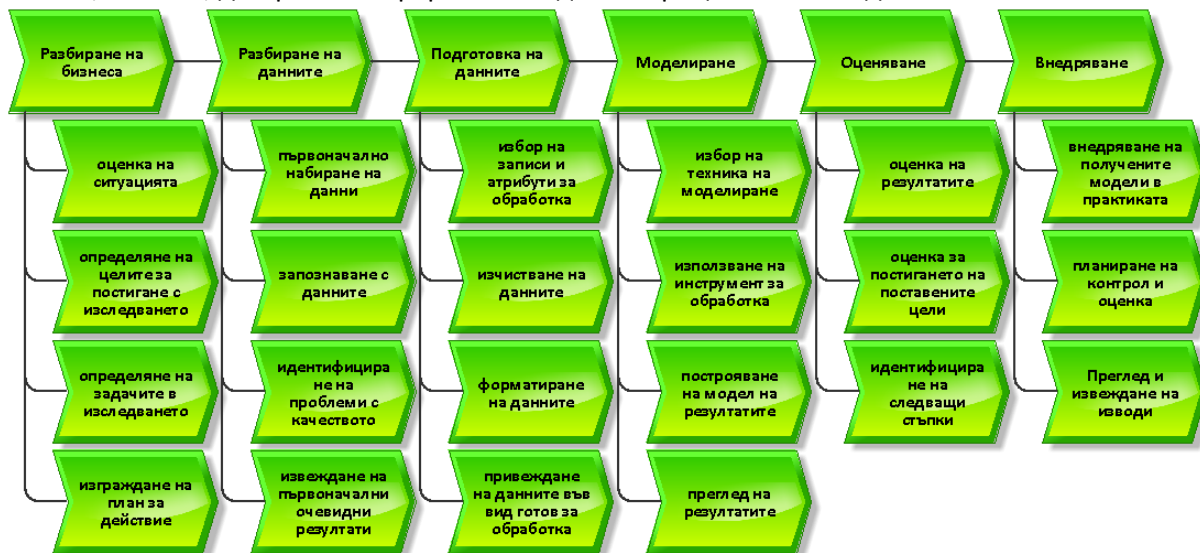 Разбиране на
бизнеса
Разбиране на
данните
Подготовка на
данните
Моделиране
Оценяване
Внедряване
оценка на
ситуацията
първоначално
набиране на
данни
избор на
записи и
атрибути за
обработка
избор на
техника на
моделиране
оценка на
резултатите
внедряване на
получените
модели в
практиката
определяне на
целите за
постигане с
изследването
запознаване с
данните
изчистване на
данните
използване на
инструмент за
обработка
оценка за
постигането на
поставените
цели
планиране на
контрол и
оценка
определяне на
задачите в
изследването
идентифицира
не на
проблеми с
качеството
форматиране
на данните
построяване
на модел на
резултатите
идентифицира
не на
следващи
стъпки
Преглед и
извеждане на
изводи
изграждане на
план за
действие
извеждане на
първоначални
очевидни
резултати
привеждане
на данните във
вид готов за
обработка
преглед на
резултатите